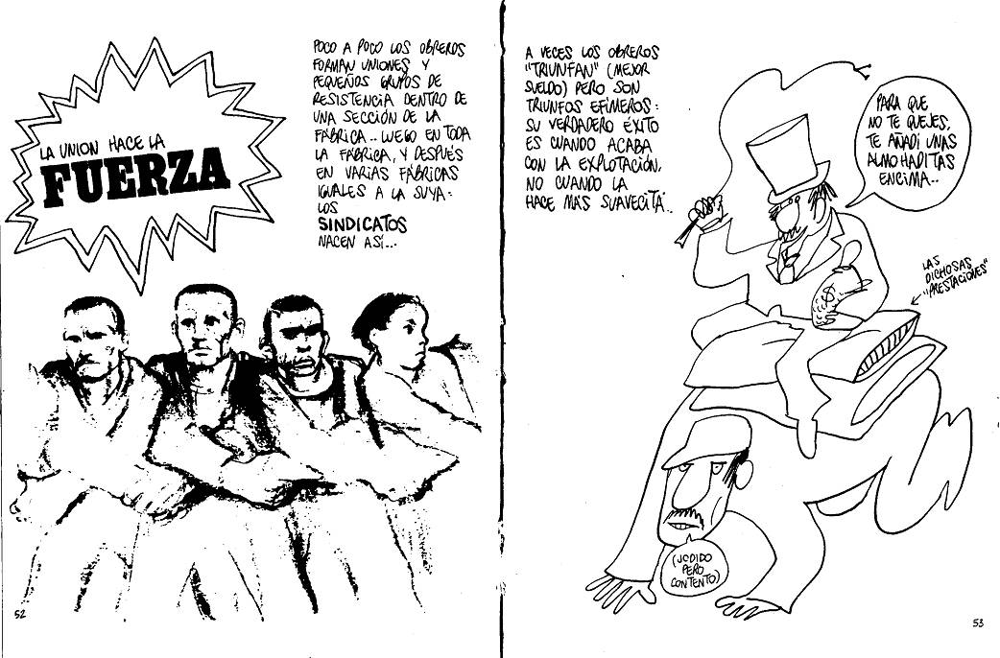 LA UNION HACE LA
FUERZA
POCO A POCO LOS OBREROS
FORMAN UNIONES Y
PEQUEÑOS GRUPOS DE
RESISTENCIA DENTRO DE
UNA SECCIÓN DE LA
FÁBRICA.. LUEGO EN TODA
LA FÁBRICA, Y DESPUÉS
EN VARIAS FÁBRICAS
IGUALES A LA SUYA:
LOS
SINDICATOS
NACEN ASÍ...
52
A VECES LOS OBREROS
"TRIUNFAN" (MEJOR
SUELDO) PERO SON
TRIUNFOS EFÍMEROS:
SU VERDADERO ÉXITO
ES CUANDO ACABA
CON LA EXPLOTACIÓN,
NO CUANDO LA
HACE MÁS SUAVECITA..
PARA QUE
NO TE QUEJES,
TE AÑADÍ UNAS
ALMOHADITAS
ENCIMA..
LAS
DICHOSAS
"PRESTACIONES"
$
(JODIDO
PERO
CONTENTO)
53